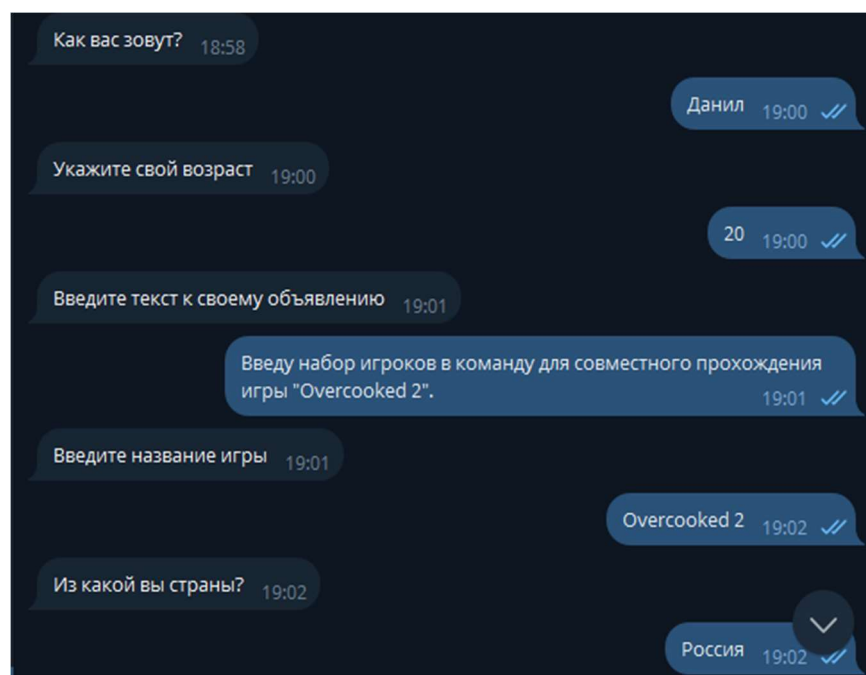 Как вас зовут? 18:58
Данил 19:00
Укажите свой возраст 19:00
20 19:00
Введите текст к своему объявлению 19:01
Введу набор игроков в команду для совместного прохождения
игры "Overcooked 2". 19:01
Введите название игры 19:01
Overcooked 2 19:02
Из какой вы страны? 19:02
Россия 19:02